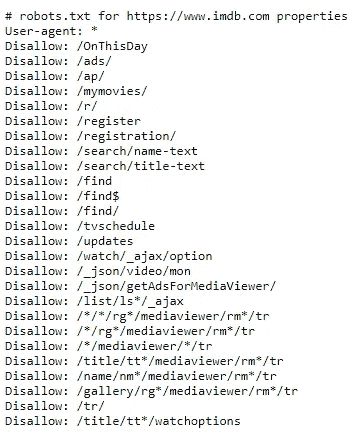 # robots.txt for https://www.imdb.com properties
User-agent: *
Disallow: /OnThisDay
Disallow: /ads/
Disallow: /ap/
Disallow: /mymovies/
Disallow: /r/
Disallow: /register
Disallow: /registration/
Disallow: /search/name-text
Disallow: /search/title-text
Disallow: /find
Disallow: /find$
Disallow: /find/
Disallow: /tvschedule
Disallow: /updates
Disallow: /watch/_ajax/option
Disallow: /_json/video/mon
Disallow: /_json/getAdsForMediaViewer/
Disallow: /list/ls*/_ajax
Disallow: /*/*/rg*/mediaviewer/rm*/tr
Disallow: /*/rg*/mediaviewer/rm*/tr
Disallow: /*/mediaviewer/*/tr
Disallow: /title/tt*/mediaviewer/rm*/tr
Disallow: /name/nm*/mediaviewer/rm*/tr
Disallow: /gallery/rg*/mediaviewer/rm*/tr
Disallow: /tr/
Disallow: /title/tt*/watchoptions